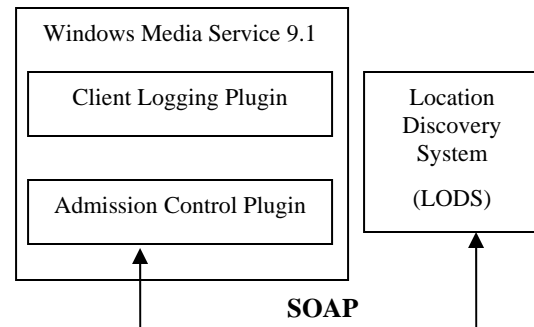 Windows Media Service 9.1
Client Logging Plugin
Admission Control Plugin
Location
Discovery
System
(LODS)
SOAP